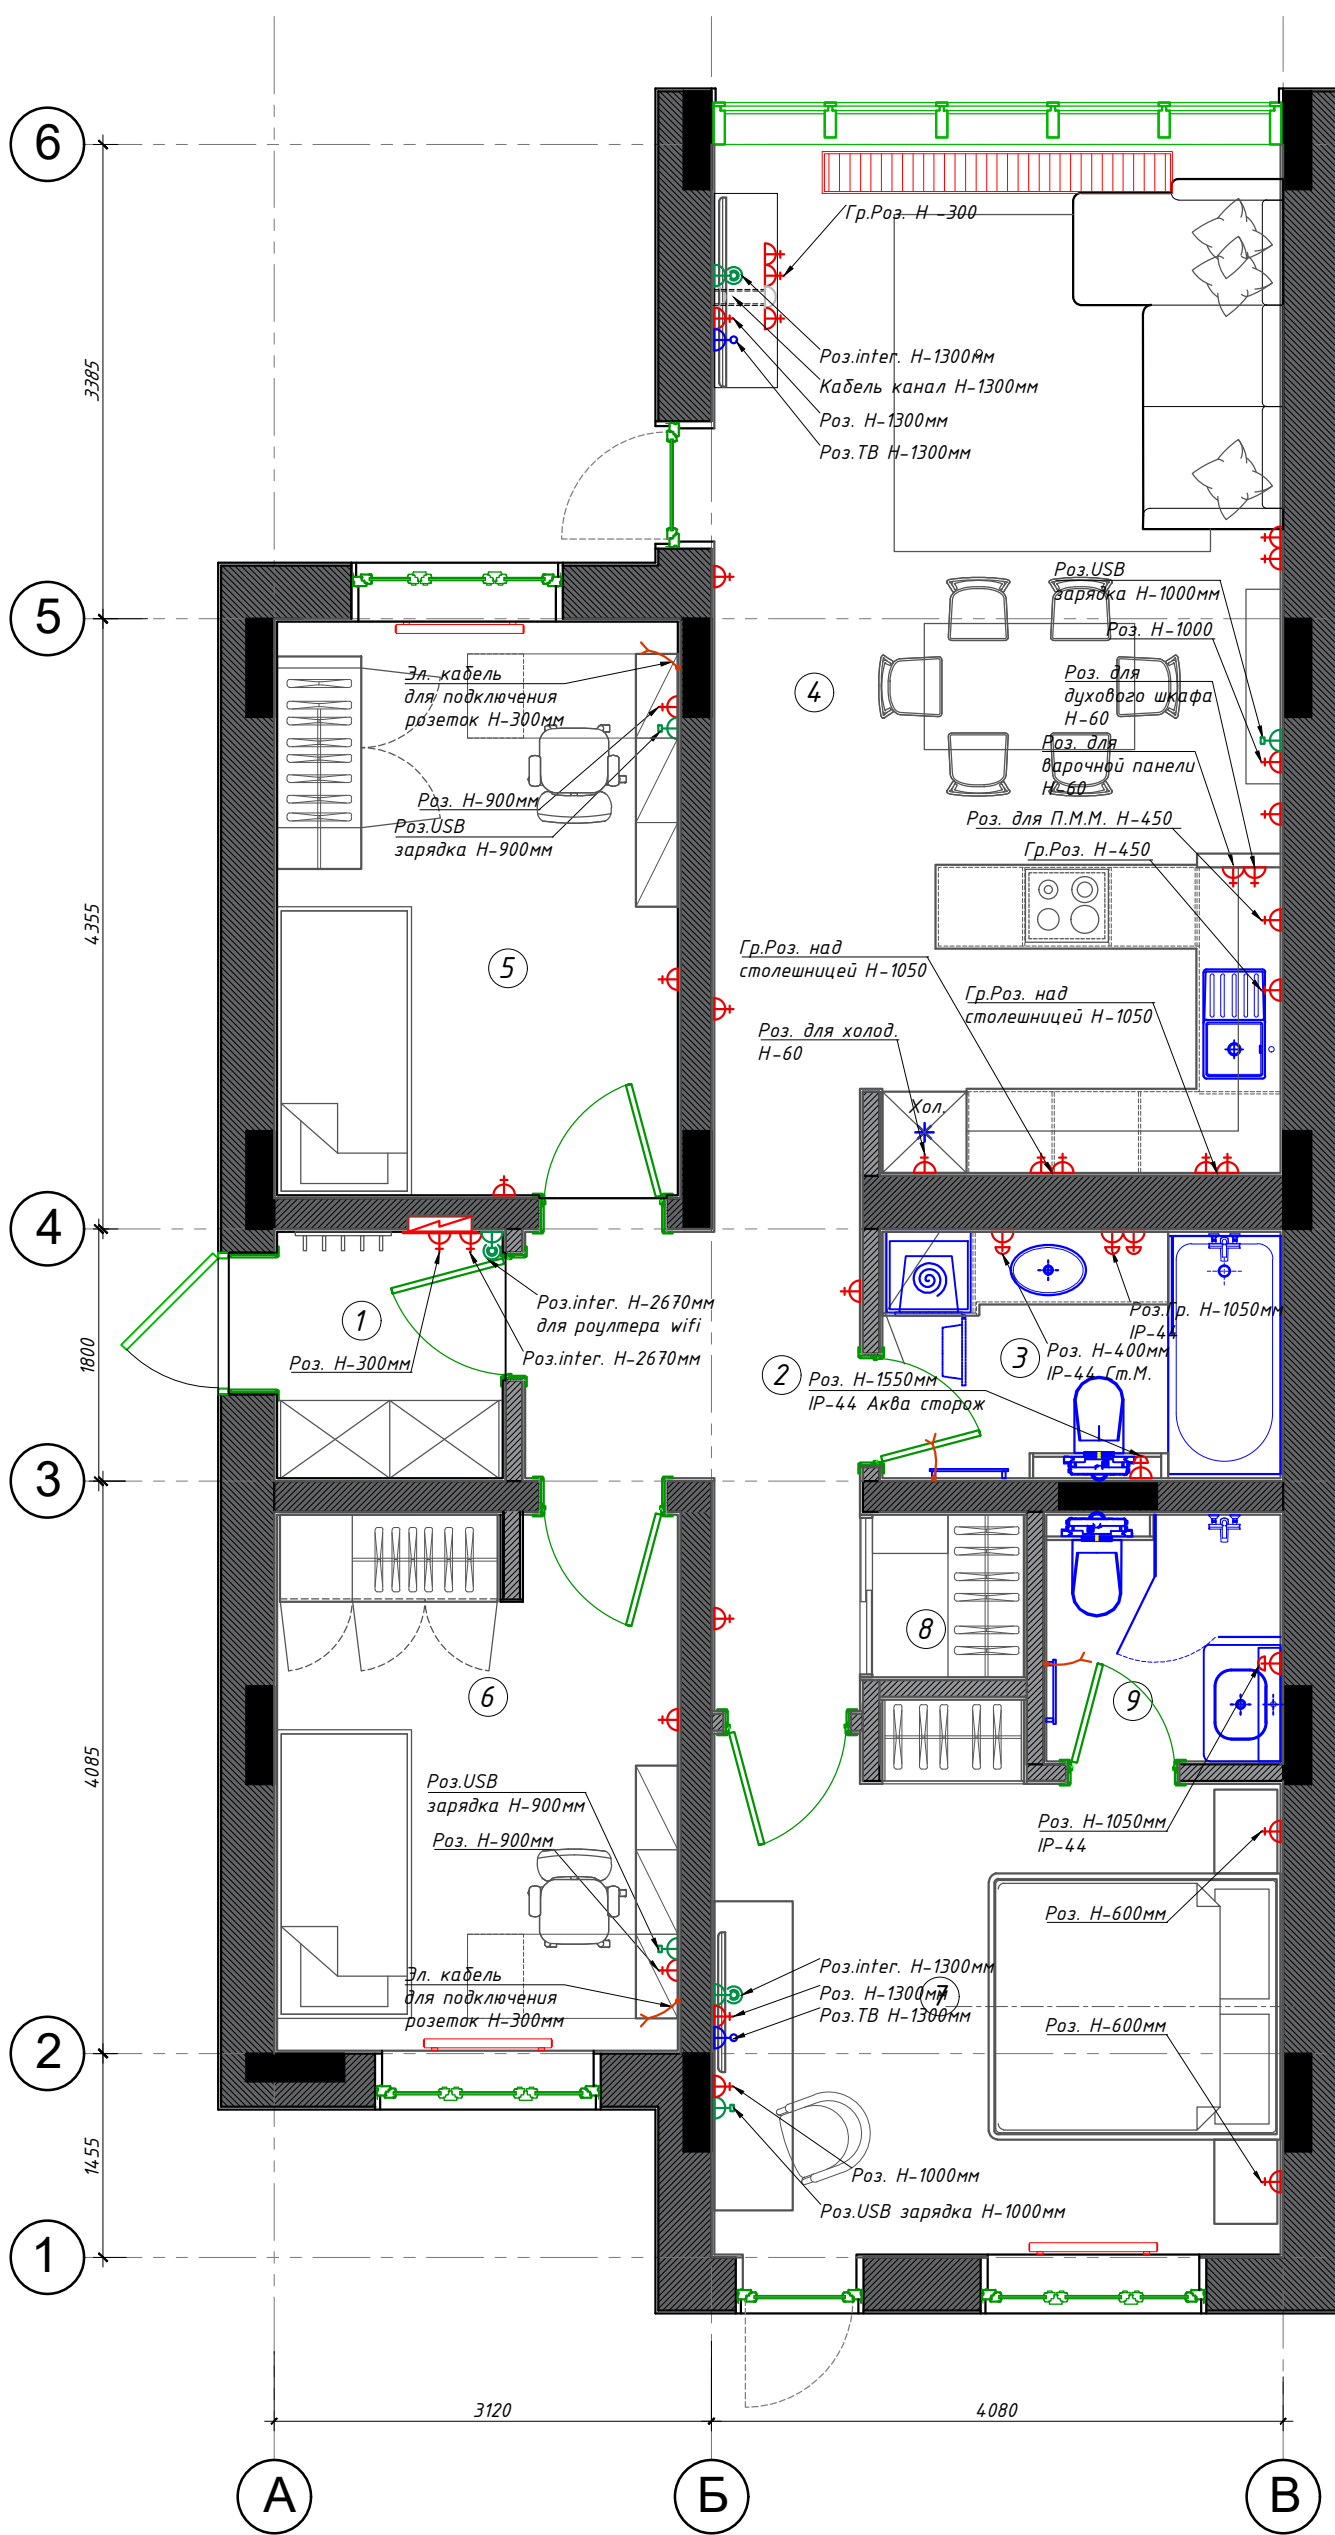 6
Гр.Роз. Н -300
Роз.inter. Н-1300мм
Кабель канал Н-1300мм
Роз. Н-1300мм
Роз.ТВ Н-1300мм
3385
5
Роз.USB
зарядка Н-1000мм
Роз. Н-1000
Роз. для
духового шкафа
Н-60
Роз. для
варочной панели
Н-60
4
Эл. кабель
для подключения
розеток Н-300мм
Роз. Н-900мм
Роз.USB
зарядка Н-900мм
Роз. для П.М.М. Н-450
Гр.Роз. Н-450
4355
5
Гр.Роз. над
столешницей Н-1050
Гр.Роз. над
столешницей Н-1050
Роз. для холод.
Н-60
Хол.
4
Роз.inter. Н-2670мм
для роултера wifi
Роз.inter. Н-2670мм
1
Роз. Н-300мм
1800
Роз.Гр. Н-1050мм
IP-44
Роз. Н-400мм
IP-44 Ст.М.
3
2
Роз. Н-1550мм
IP-44 Аква сторож
3
8
6
9
4085
Роз.USB
зарядка Н-900мм
Роз. Н-900мм
Роз. Н-1050мм
IP-44
Роз. Н-600мм
Эл. кабель
для подключения
розеток Н-300мм
Роз.inter. Н-1300мм
Роз. Н-1300мм
Роз.ТВ Н-1300мм
7
Роз. Н-600мм
2
1455
Роз. Н-1000мм
Роз.USB зарядка Н-1000мм
1
3120
4080
А
Б
В